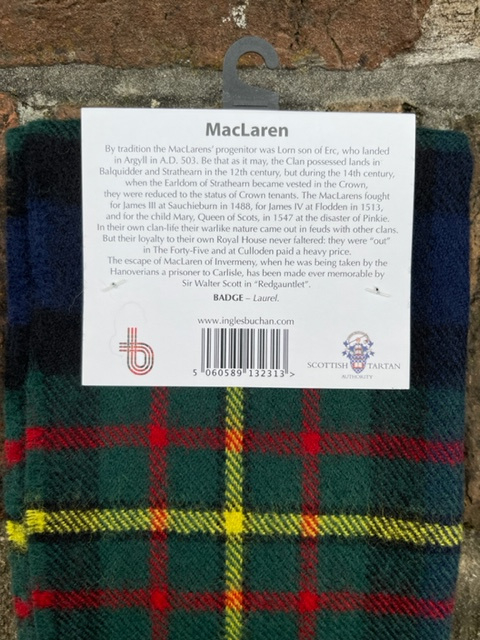 MacLaren
By tradition the MacLarens' progenitor was Lorn son of Erc, who landed
in Argyll in A.D. 503. Be that as it may, the Clan possessed lands in
Balquidder and Strathearn in the 12th century, but during the 14th century,
when the Earldom of Strathearn became vested in the Crown,
they were reduced to the status of Crown tenants. The MacLarens fought
for James III at Sauchieburn in 1488, for James IV at Flodden in 1513,
and for the child Mary, Queen of Scots, in 1547 at the disaster of Pinkie.
In their own clan-life their warlike nature came out in feuds with other clans.
But their loyalty to their own Royal House never faltered: they were "out"
in The Forty-Five and at Culloden paid a heavy price.
The escape of MacLaren of Invermeny, when he was being taken by the
Hanoverians a prisoner to Carlisle, has been made ever memorable by
Sir Walter Scott in "Redgauntlet".
BADGE – Laurel.
www.inglesbuchan.com
5 060589 132313 >
SCOTTISH TARTAN
AUTHORITY